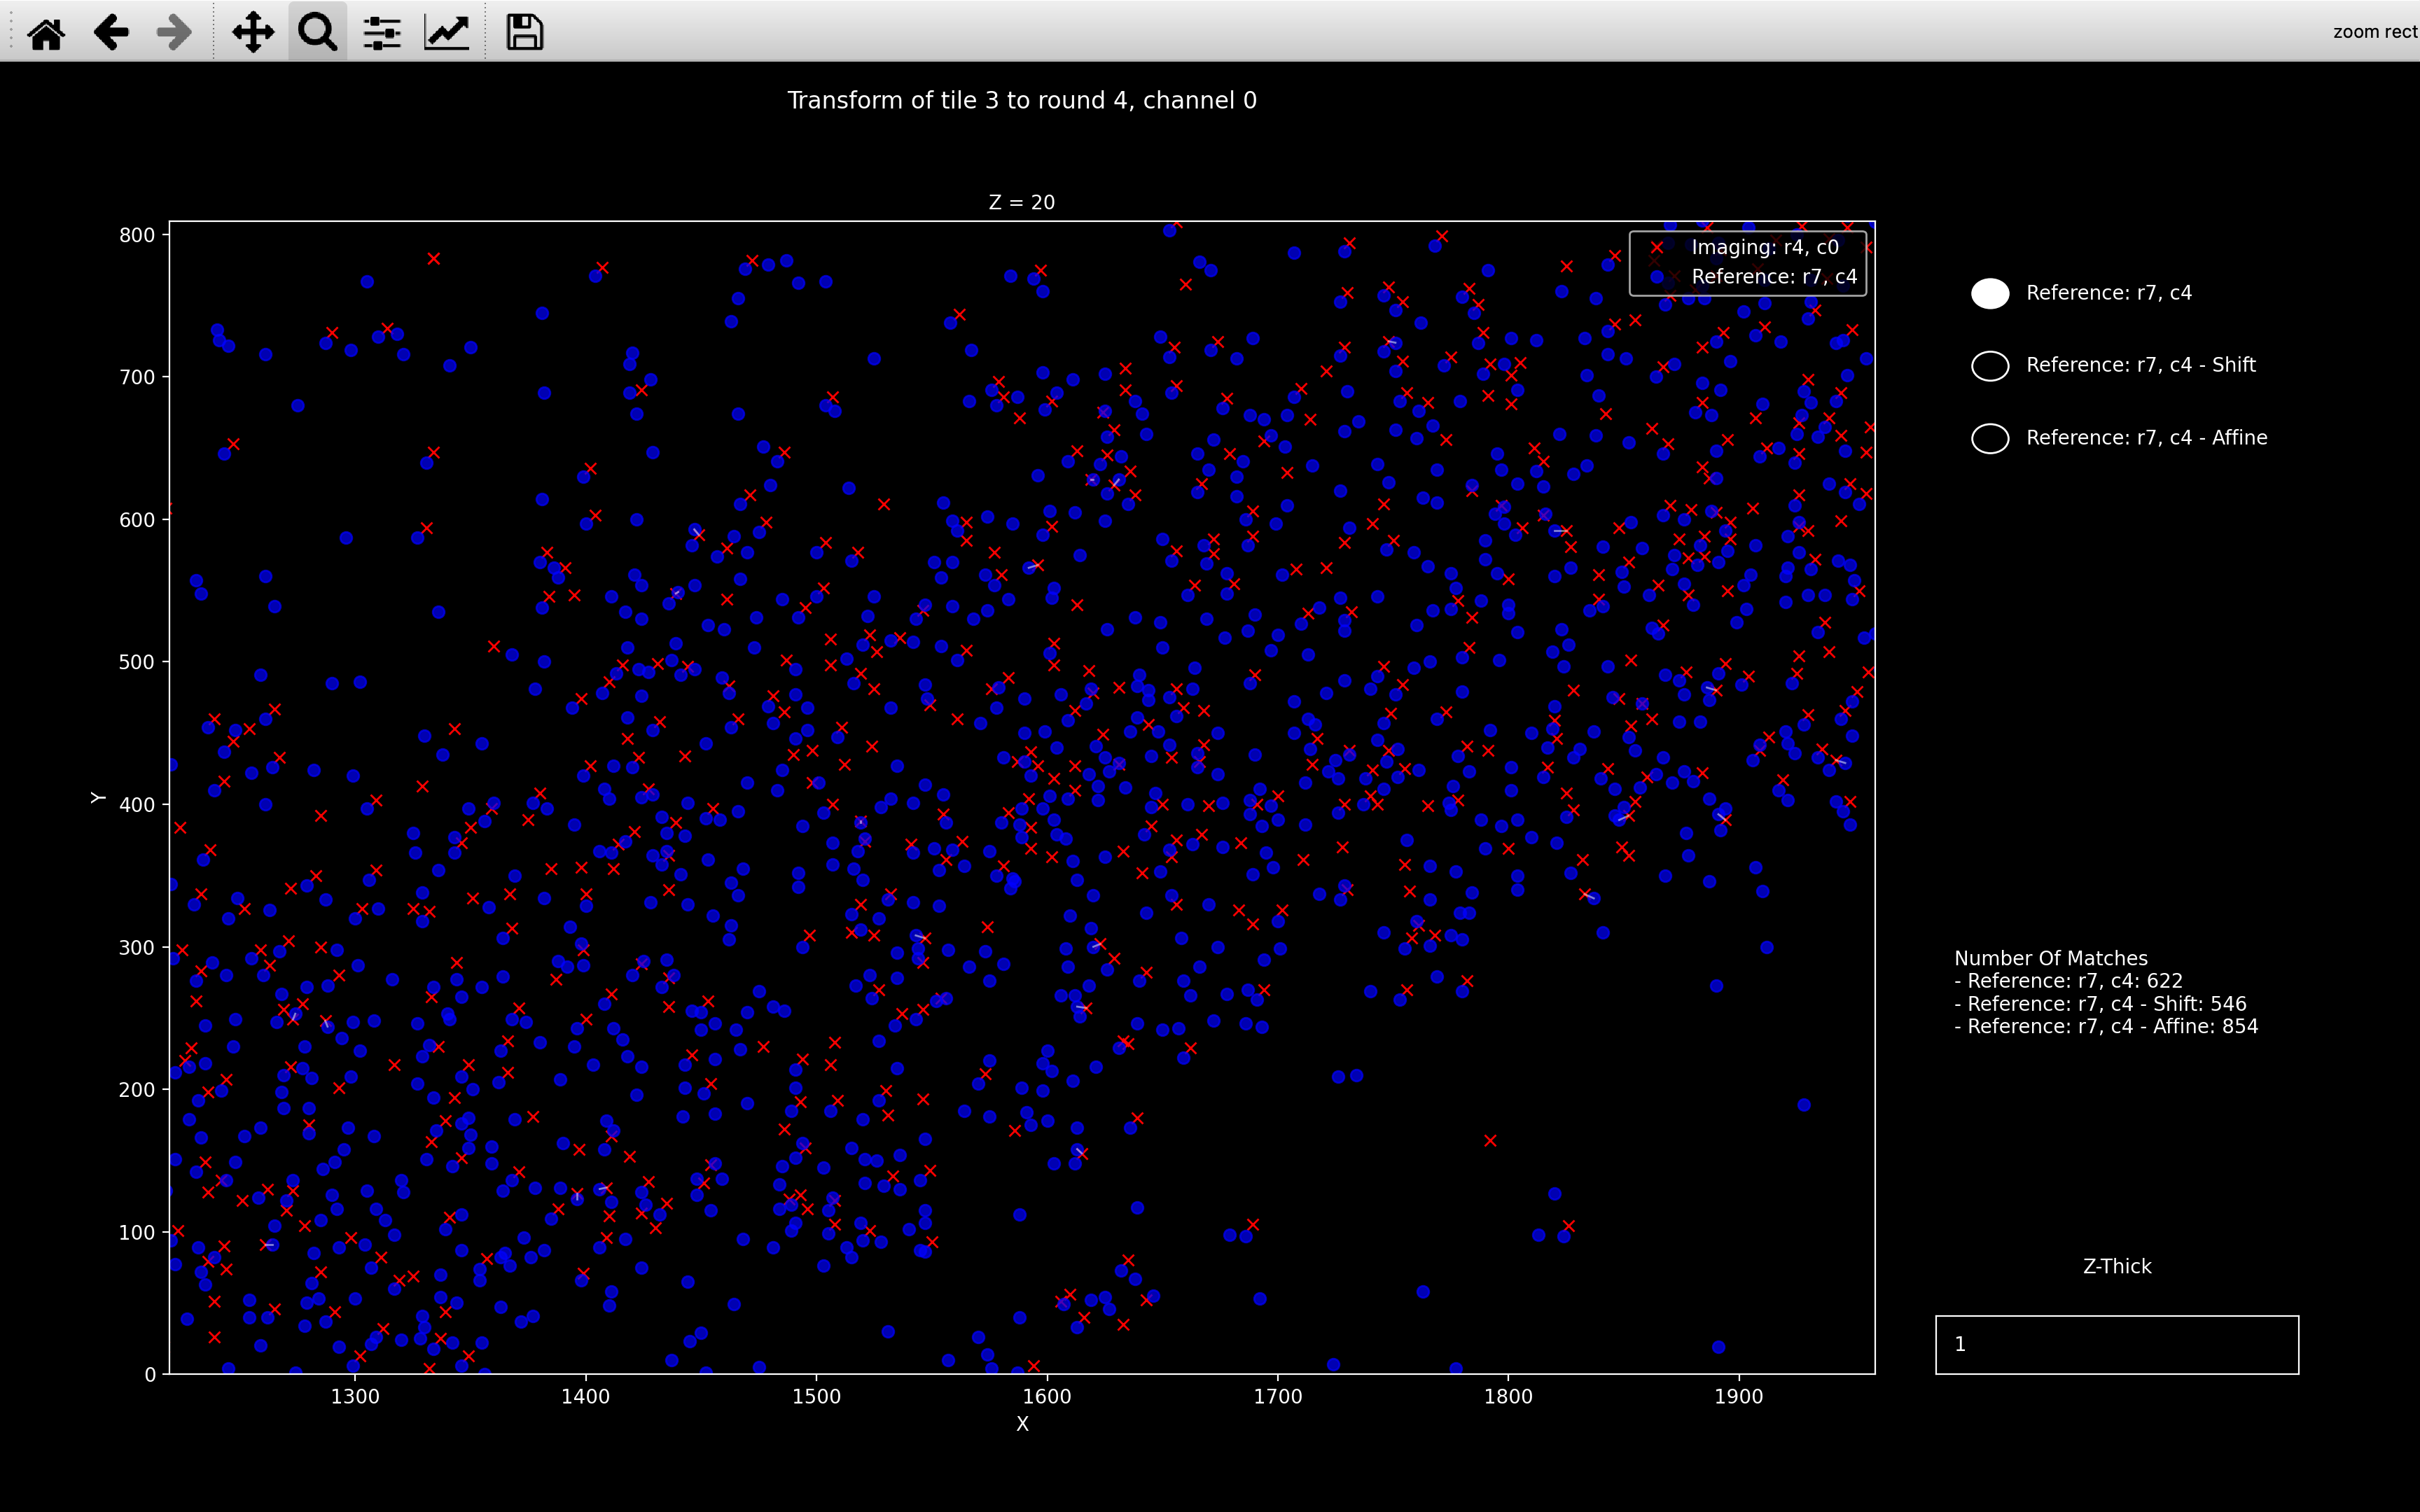 zoom rect
Transform of tile 3 to round 4, channel 0
Z = 20
Imaging: r4, c0
Reference: r7, c4
800
700
600
500
400
300
200
100
0
Y
1300
1400
1500
1600
1700
1800
1900
X
Reference: r7, c4
Reference: r7, c4 - Shift
Reference: r7, c4 - Affine
Number Of Matches
- Reference: r7, c4: 622
- Reference: r7, c4 - Shift: 546
- Reference: r7, c4 - Affine: 854
Z-Thick
1